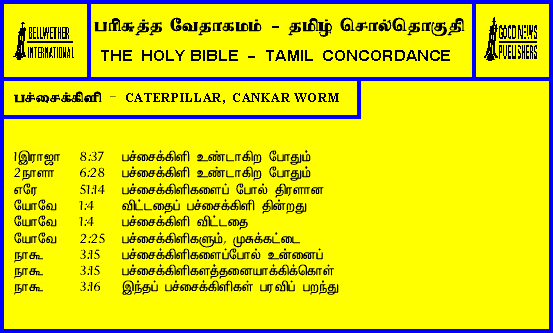 BELLWETHER
INTERNATIONAL
பரிசுத்த வேதாகமம் - தமிழ் சொல்தொகுதி
THE HOLY BIBLE - TAMIL CONCORDANCE
GOOD NEWS
PUBLISHERS
பச்சைக்கிளி - CATERPILLAR, CANKAR WORM
1இராஜா 8:37 பச்சைக்கிளி உண்டாகிற போதும்
2நாளா 6:28 பச்சைக்கிளி உண்டாகிற போதும்
எரே 51:14 பச்சைக்கிளிகளைப் போல் திரளான
யோவே 1:4 விட்டதைப் பச்சைக்கிளி தின்றது
யோவே 1:4 பச்சைக்கிளி விட்டதை
யோவே 2:25 பச்சைக்கிளிகளும், முசுக்கட்டை
நாகூ 3:15 பச்சைக்கிளிகளைப்போல் உன்னைப்
நாகூ 3:15 பச்சைக்கிளிகளத்தனையாக்கிக்கொள்
நாகூ 3:16 இந்தப் பச்சைக்கிளிகள் பரவிப் பறந்து